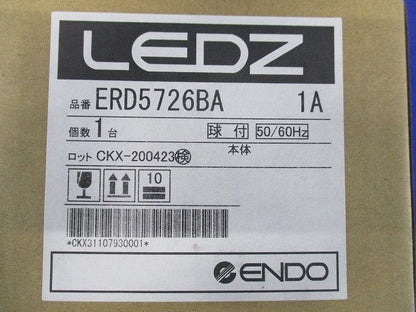 LEDZ
品番 ERD5726BA 1A
個数 1台 球付 50/60Hz
ロット CKX-200423 検 本体
10
*CKX31107930001*
ENDO